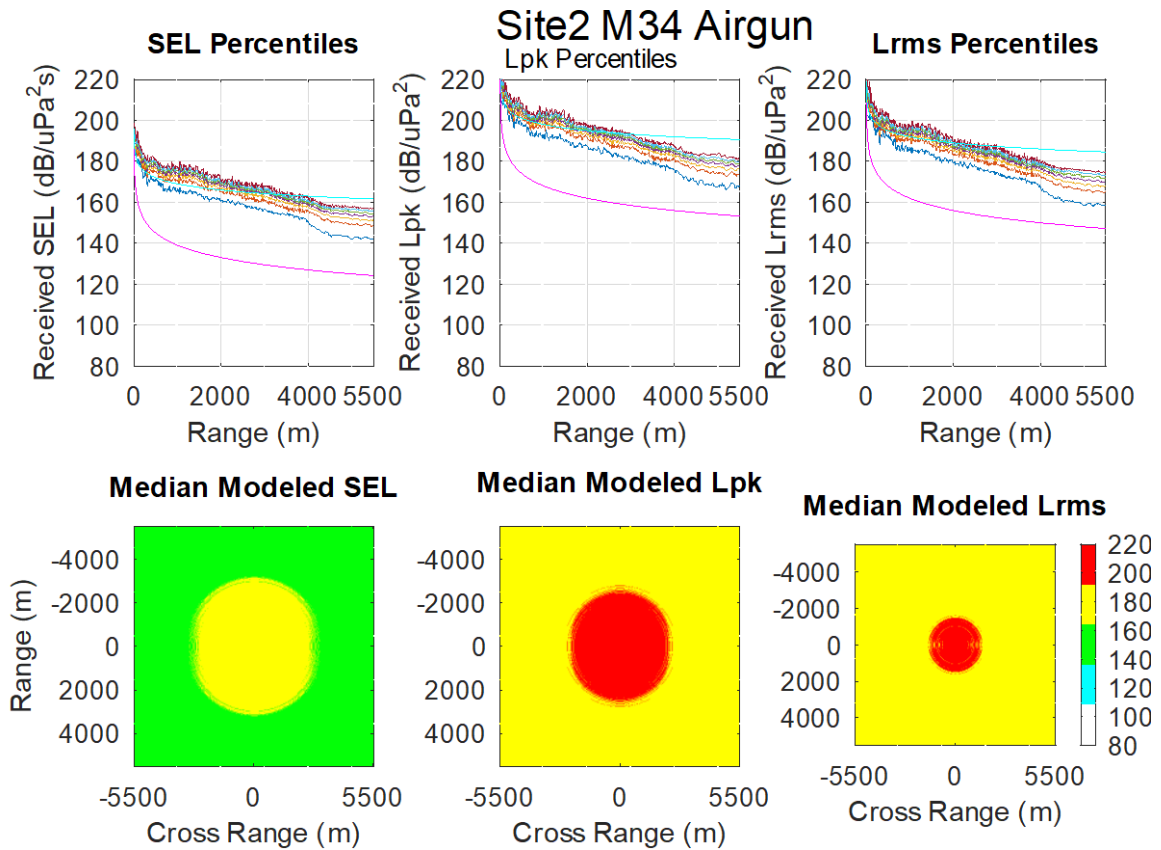 Site2 M34 Airgun
SEL Percentiles
Lpk Percentiles
Lrms Percentiles
Received SEL (dB/uPa²s)
220
200
180
160
140
120
100
80
0 2000 4000 5500
Range (m)
Received Lpk (dB/uPa²)
220
200
180
160
140
120
100
80
0 2000 4000 5500
Range (m)
Received Lrms (dB/uPa²)
220
200
180
160
140
120
100
80
0 2000 4000 5500
Range (m)
Median Modeled SEL
Range (m)
-4000
-2000
0
2000
4000
-5500 0 5500
Cross Range (m)
Median Modeled Lpk
-4000
-2000
0
2000
4000
-5500 0 5500
Cross Range (m)
Median Modeled Lrms
-4000
-2000
0
2000
4000
-5500 0 5500
Cross Range (m)
220
200
180
160
140
120
100
80